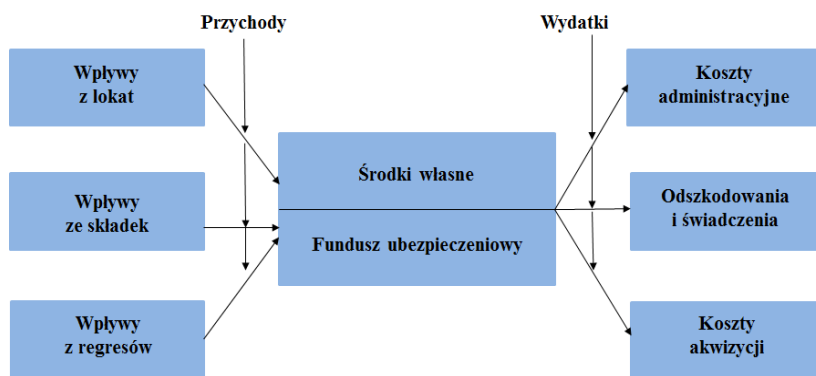 Przychody
Wydatki
Wpływy
z lokat
Koszty
administracyjne
Środki własne
Wpływy
ze składek
Odszkodowania
i świadczenia
Fundusz ubezpieczeniowy
Wpływy
z regresów
Koszty
akwizycji